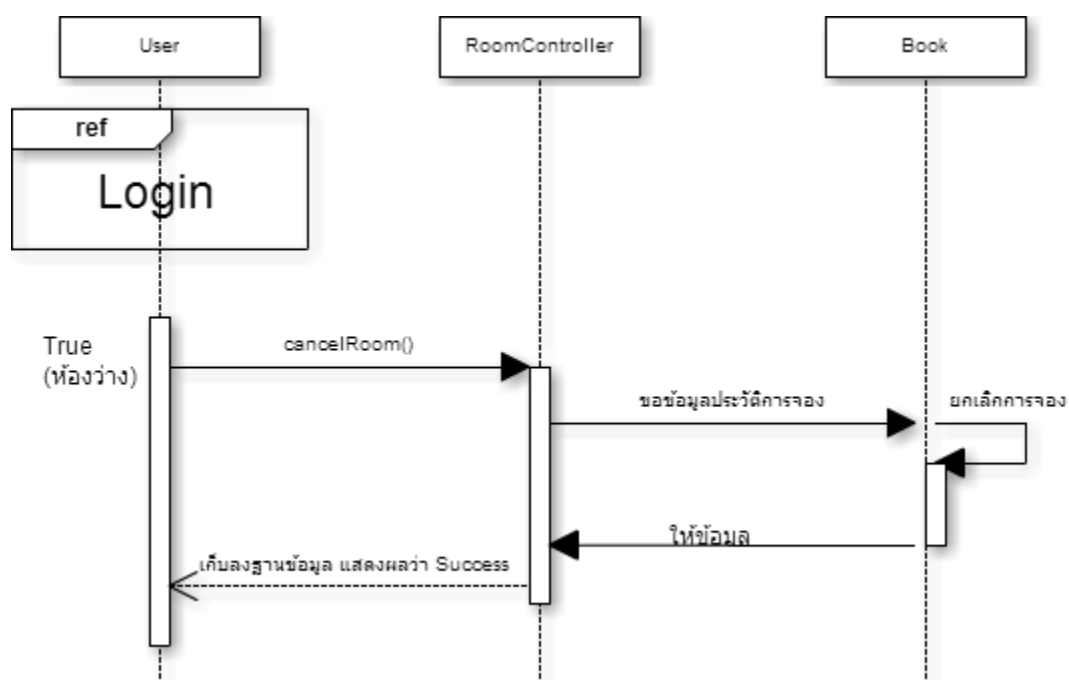 User
RoomController
Book
ref
Login
True
(ห้องว่าง)
cancelRoom()
ขอข้อมูลประวัติการจอง
ยกเลิกการจอง
ให้ข้อมูล
เก็บลงฐานข้อมูล แสดงผลว่า Success